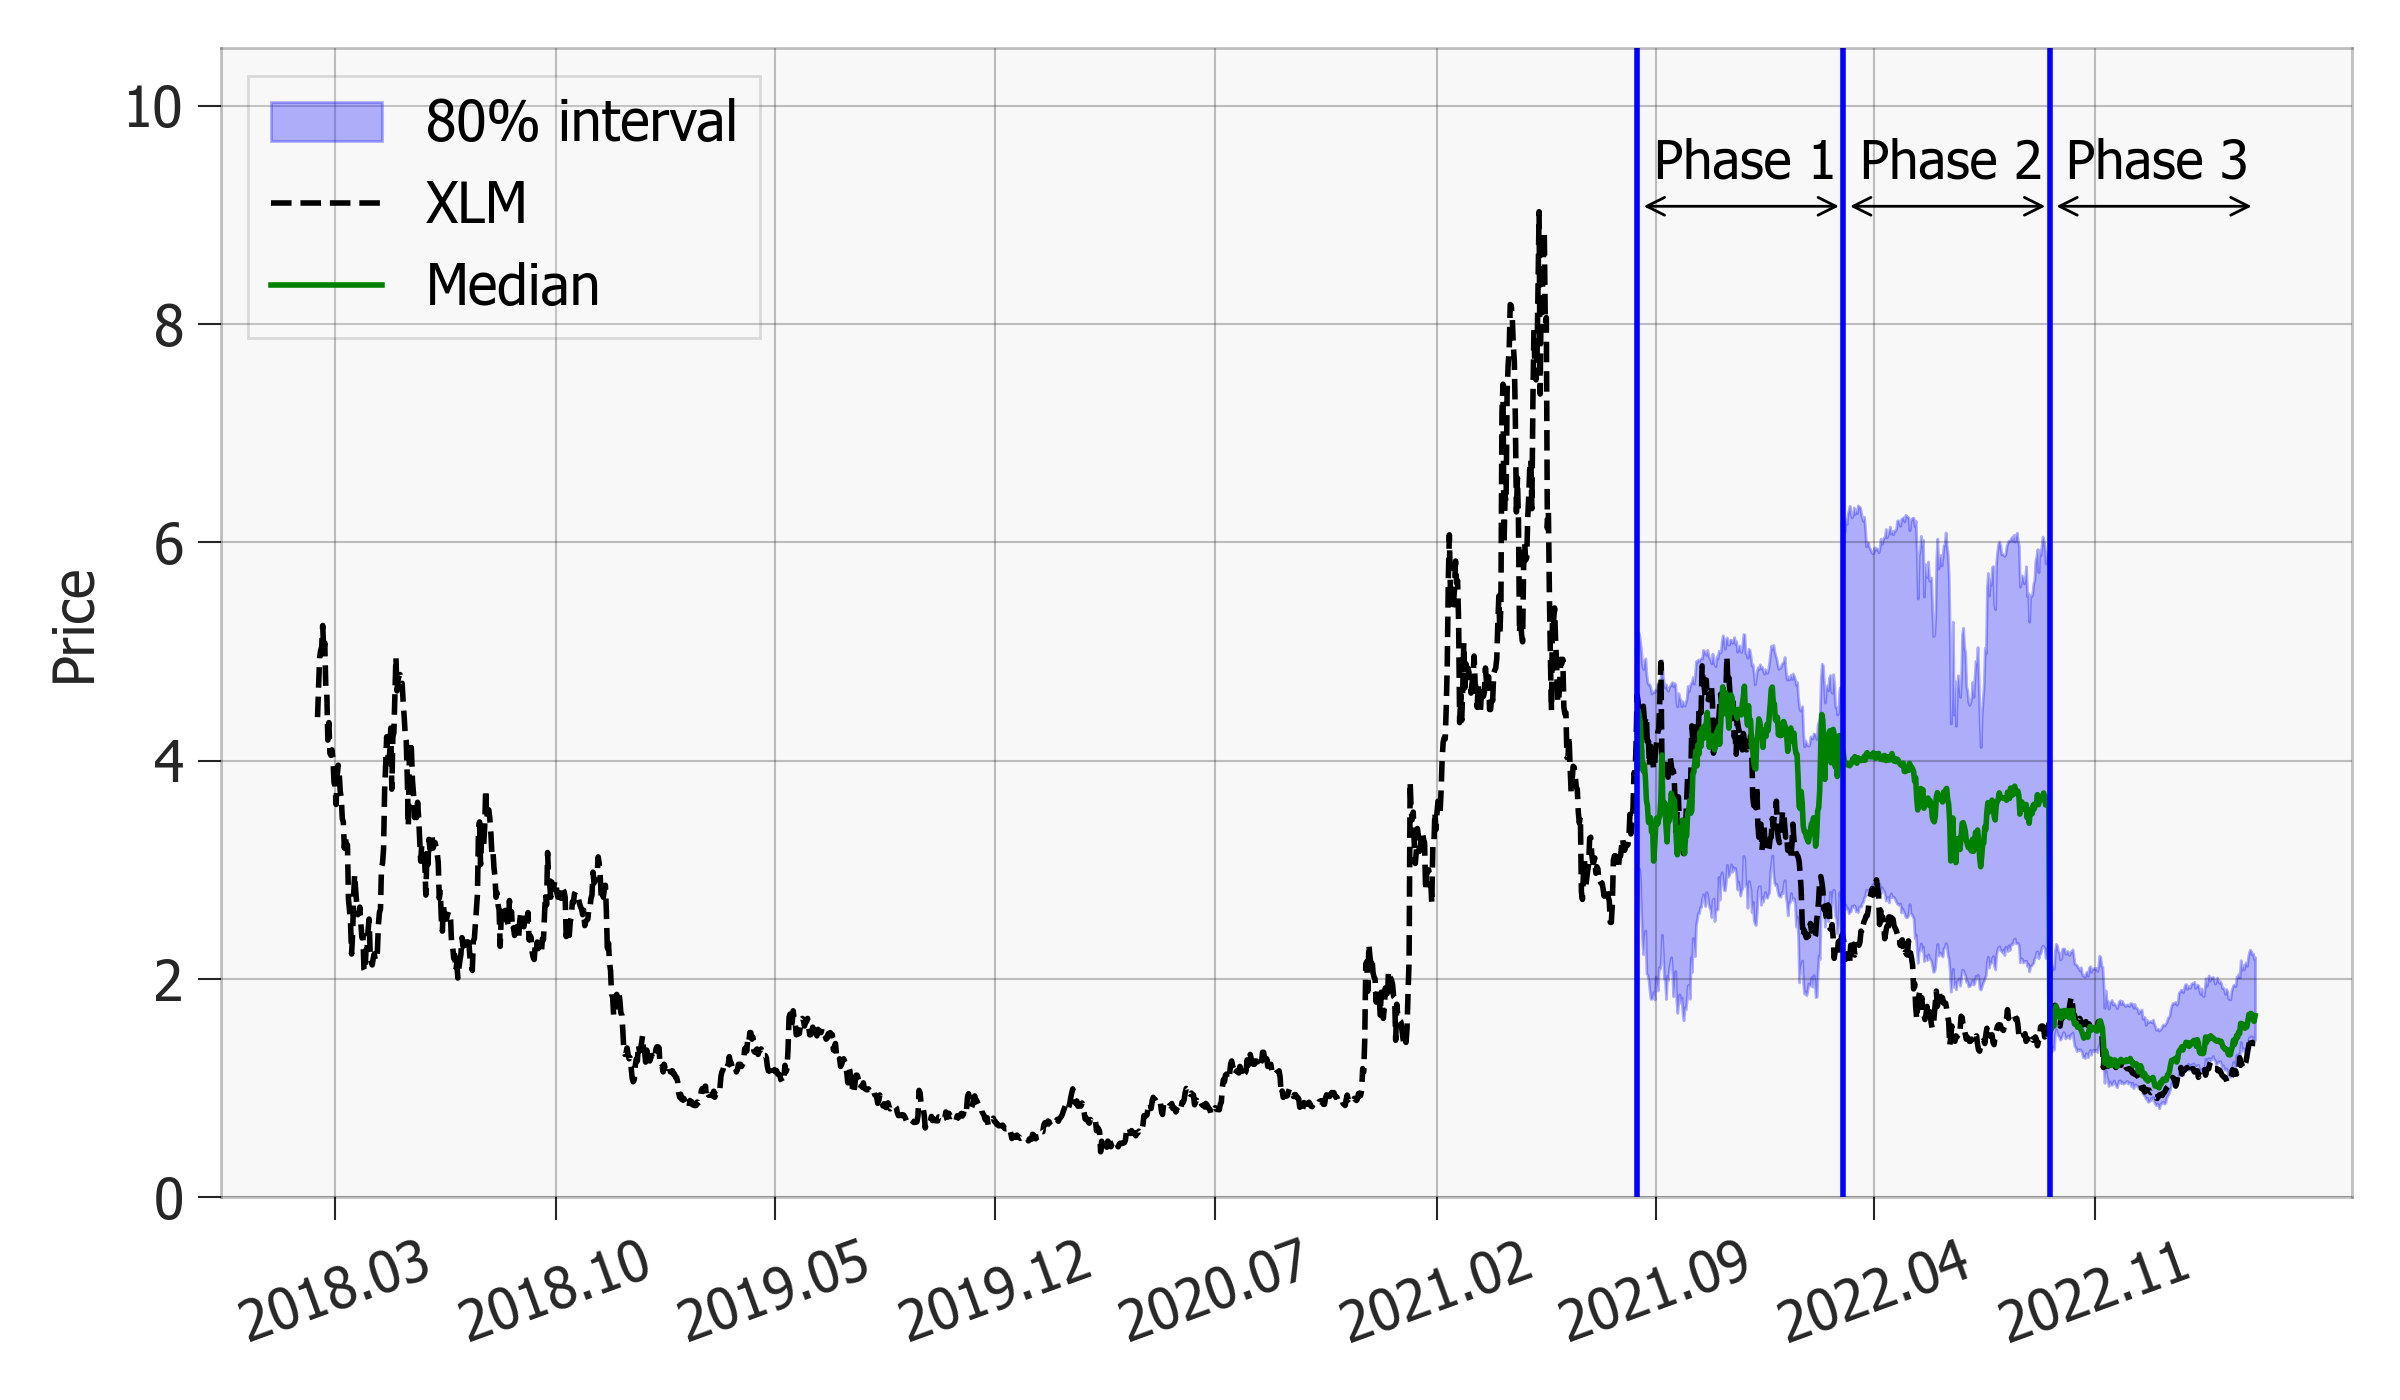 80% interval
XLM
Median
Phase 1
Phase 2
Phase 3
Price
10
8
6
4
2
0
2018.03
2018.10
2019.05
2019.12
2020.07
2021.02
2021.09
2022.04
2022.11